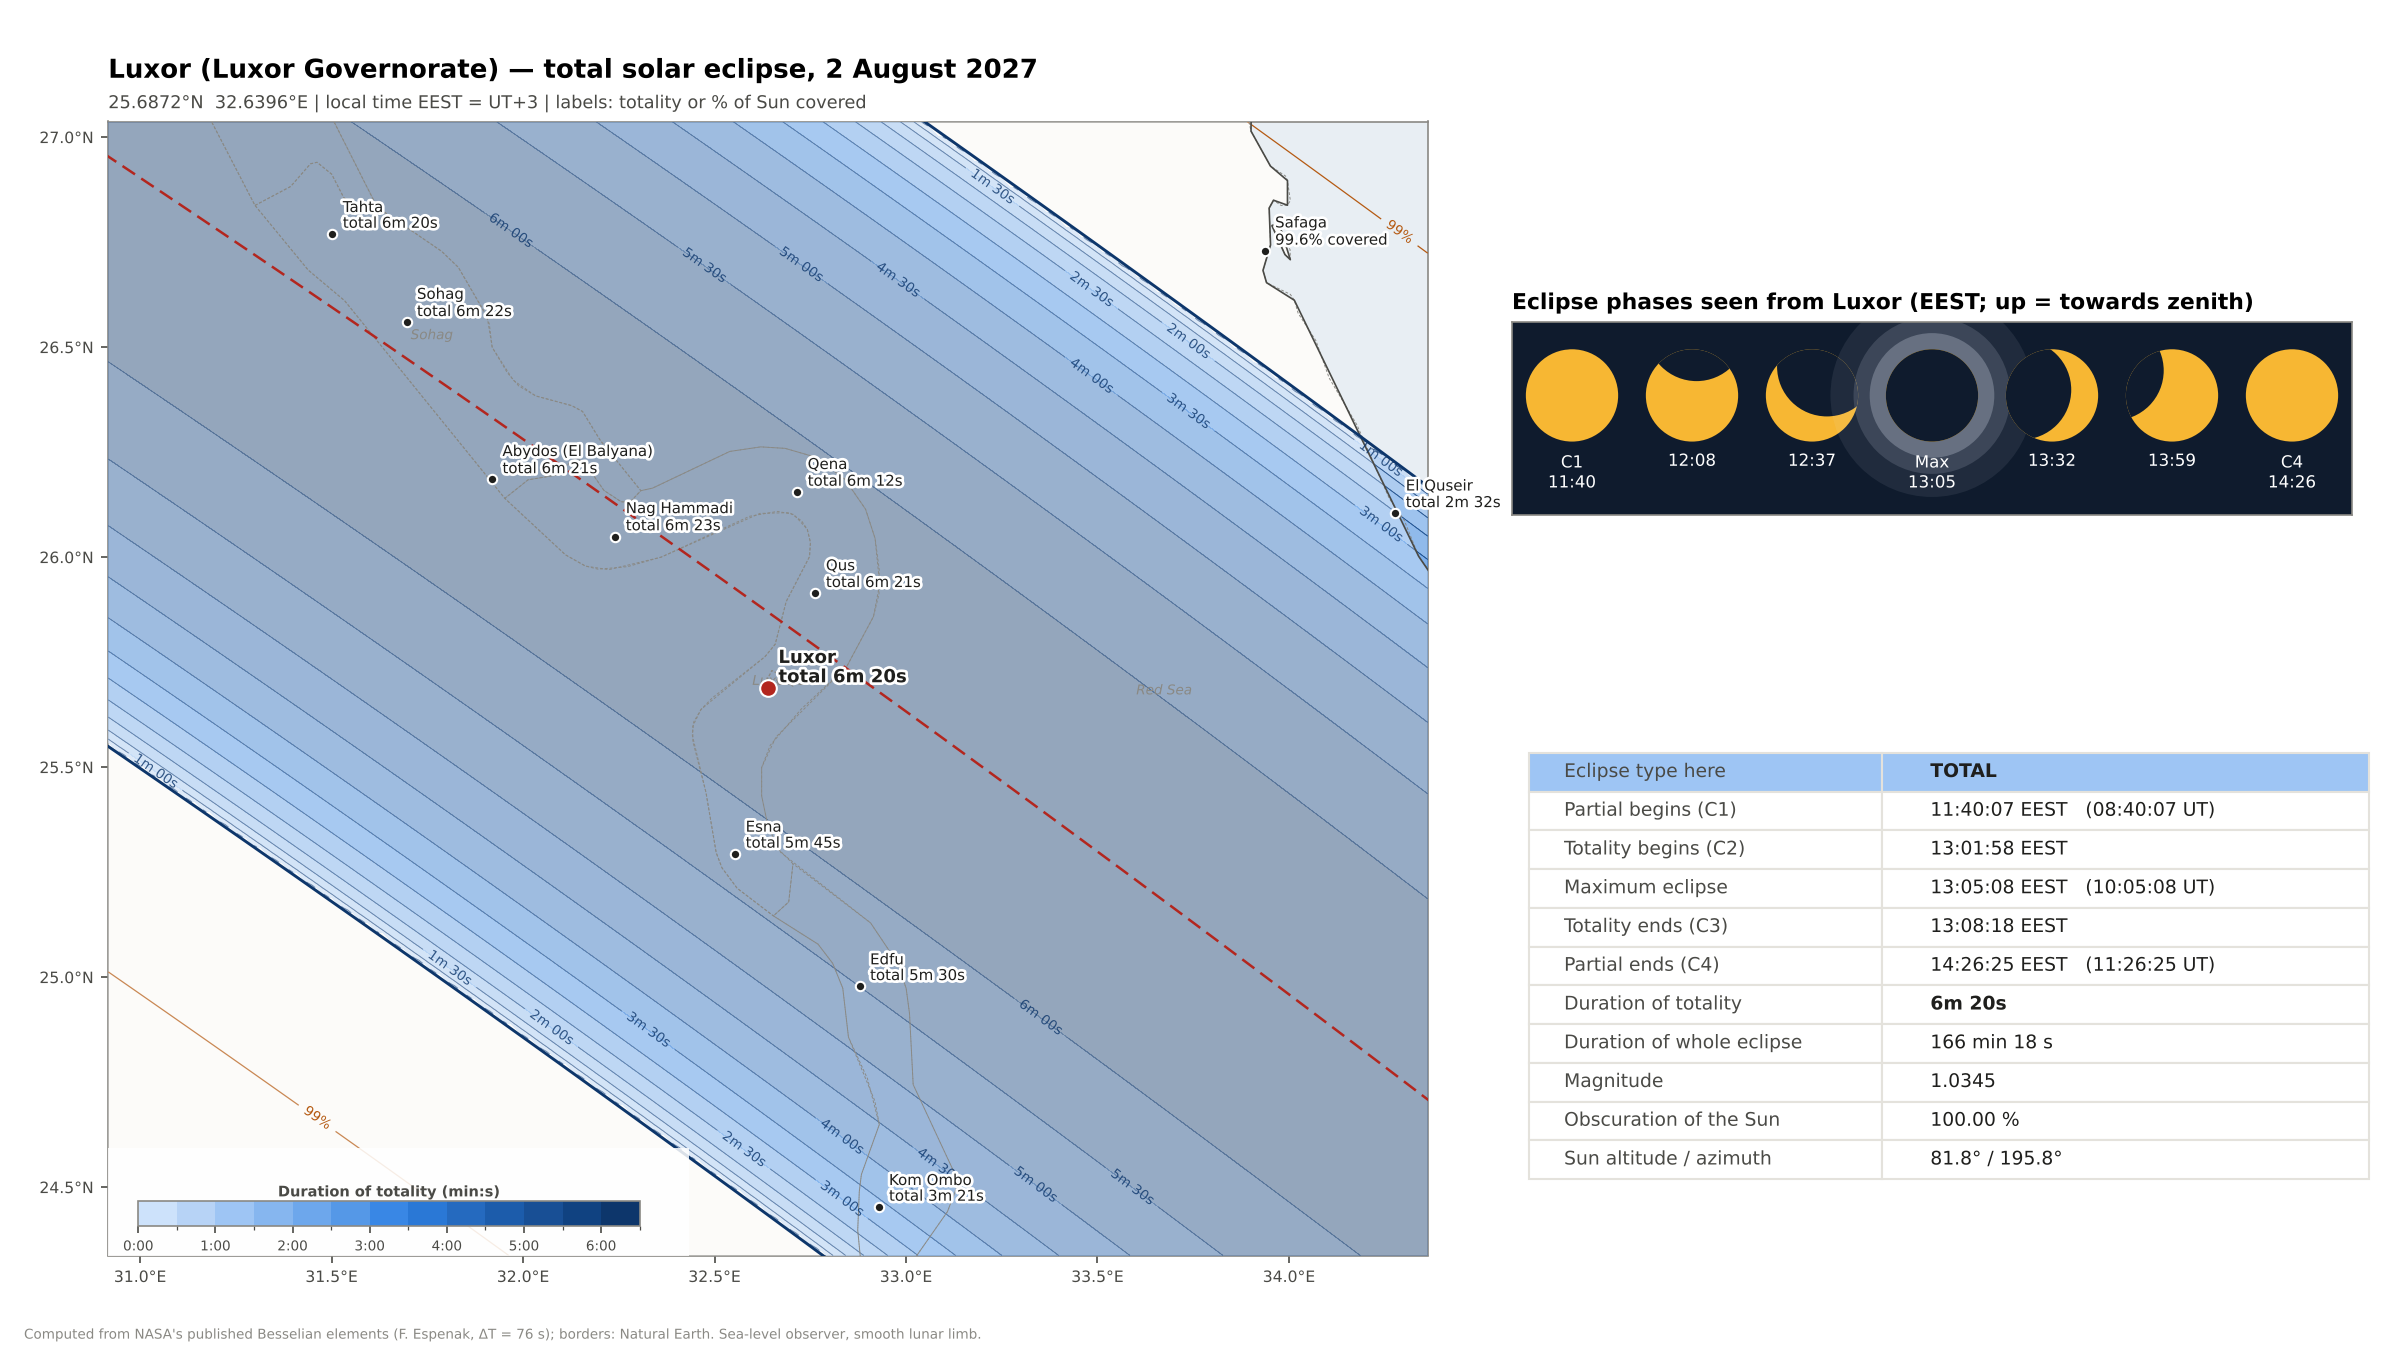 Luxor (Luxor Governorate) — total solar eclipse, 2 August 2027
25.6872°N  32.6396°E | local time EEST = UT+3 | labels: totality or % of Sun covered
27.0°N
26.5°N
26.0°N
25.5°N
25.0°N
24.5°N
31.0°E
31.5°E
32.0°E
32.5°E
33.0°E
33.5°E
34.0°E
1m 30s
Tahta
total 6m 20s
6m 00s
5m 30s
5m 00s
4m 30s
2m 30s
2m 00s
4m 00s
3m 30s
1m 00s
3m 00s
Safaga
99.6% covered
99%
Sohag
total 6m 22s
Sohag
Abydos (El Balyana)
total 6m 21s
Qena
total 6m 12s
El Quseir
total 2m 32s
Nag Hammadi
total 6m 23s
Qus
total 6m 21s
Luxor
total 6m 20s
Red Sea
1m 00s
Esna
total 5m 45s
1m 30s
Edfu
total 5m 30s
2m 00s
3m 30s
6m 00s
99%
2m 30s
4m 00s
3m 00s
5m 00s
5m 30s
Kom Ombo
total 3m 21s
Duration of totality (min:s)
0:00
1:00
2:00
3:00
4:00
5:00
6:00
Eclipse phases seen from Luxor (EEST; up = towards zenith)
C1
11:40
12:08
12:37
Max
13:05
13:32
13:59
C4
14:26
Eclipse type here TOTAL
Partial begins (C1) 11:40:07 EEST (08:40:07 UT)
Totality begins (C2) 13:01:58 EEST
Maximum eclipse 13:05:08 EEST (10:05:08 UT)
Totality ends (C3) 13:08:18 EEST
Partial ends (C4) 14:26:25 EEST (11:26:25 UT)
Duration of totality 6m 20s
Duration of whole eclipse 166 min 18 s
Magnitude 1.0345
Obscuration of the Sun 100.00 %
Sun altitude / azimuth 81.8° / 195.8°
Computed from NASA's published Besselian elements (F. Espenak, ΔT = 76 s); borders: Natural Earth. Sea-level observer, smooth lunar limb.